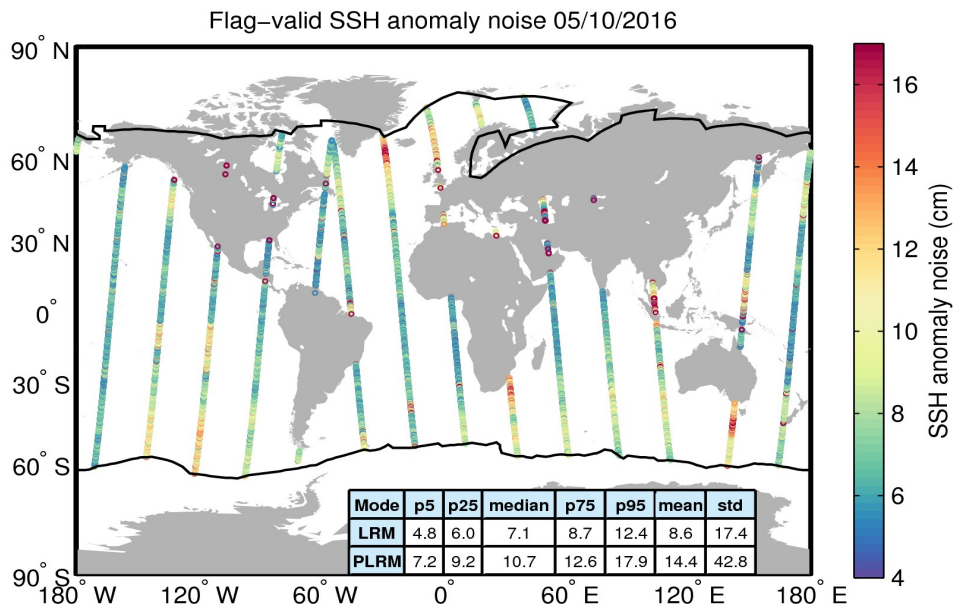 Flag−valid SSH anomaly noise 05/10/2016
90° N
60° N
30° N
0°
30° S
60° S
90° S
180° W 120° W 60° W 0° 60° E 120° E 180° E
Mode p5 p25 median p75 p95 mean std
LRM 4.8 6.0 7.1 8.7 12.4 8.6 17.4
PLRM 7.2 9.2 10.7 12.6 17.9 14.4 42.8
16
14
12
10
8
6
4
SSH anomaly noise (cm)